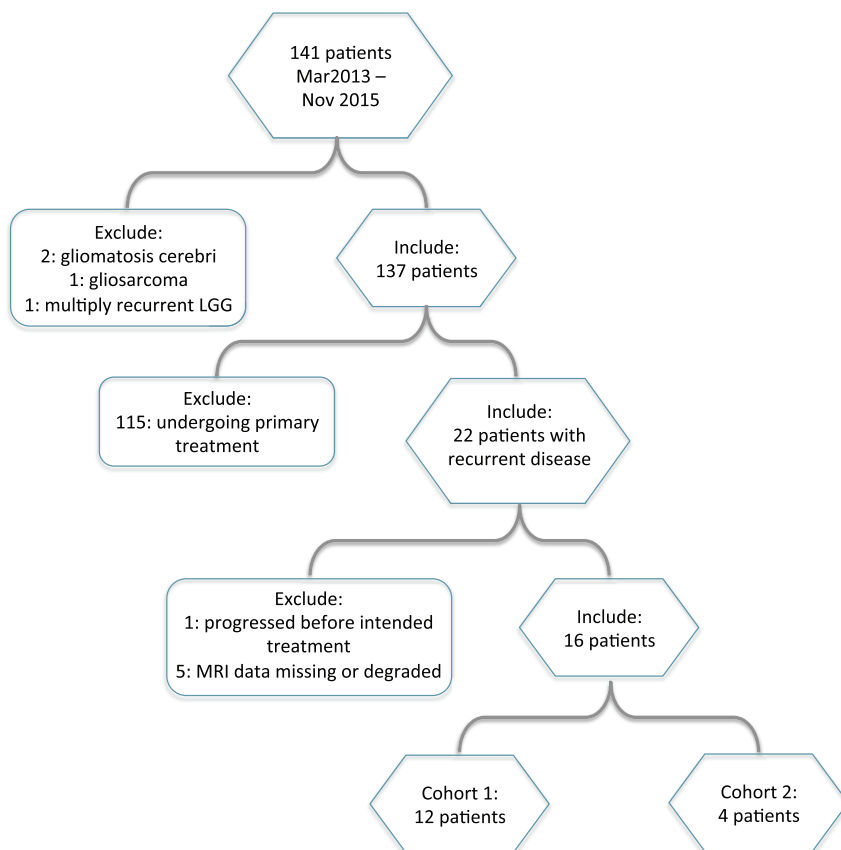 141 patients
Mar2013 –
Nov 2015
Exclude:
2: gliomatosis cerebri
1: gliosarcoma
1: multiply recurrent LGG
Include:
137 patients
Exclude:
115: undergoing primary
treatment
Include:
22 patients with
recurrent disease
Exclude:
1: progressed before intended
treatment
5: MRI data missing or degraded
Include:
16 patients
Cohort 1:
12 patients
Cohort 2:
4 patients